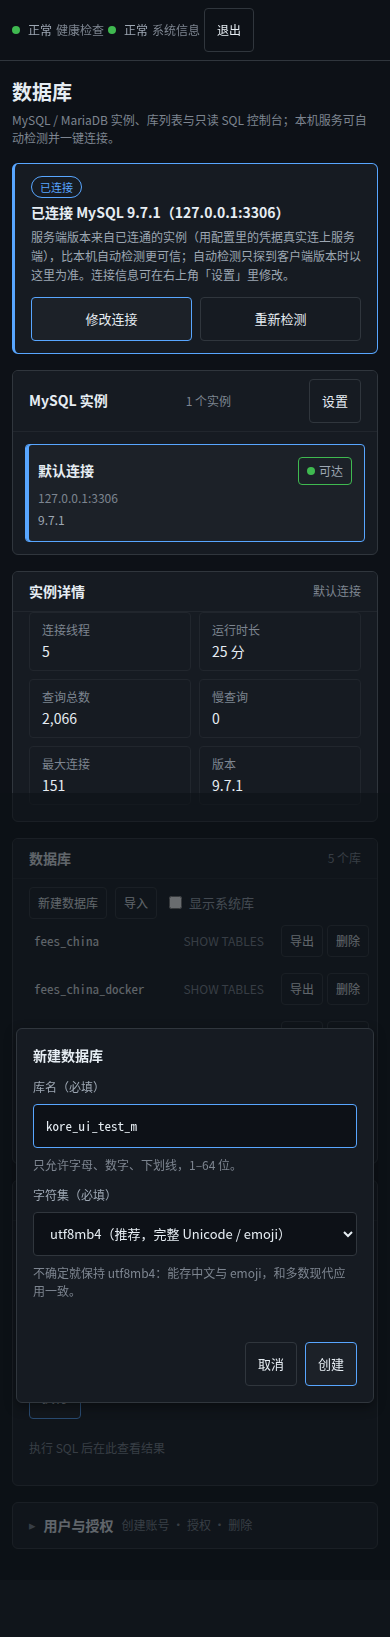 正常 健康检查 正常 系统信息 退出
数据库
MySQL / MariaDB 实例、库列表与只读 SQL 控制台；本机服务可自
动检测并一键连接。
已连接
已连接 MySQL 9.7.1（127.0.0.1:3306）
服务端版本来自已连通的实例（用配置里的凭据真实连上服务
端），比本机自动检测更可信；自动检测只探到客户端版本时以
这里为准。连接信息可在右上角「设置」里修改。
修改连接 重新检测
MySQL 实例 1 个实例 设置
默认连接 可达
127.0.0.1:3306
9.7.1
实例详情 默认连接
连接线程 运行时长
5 25 分
查询总数 慢查询
2,066 0
最大连接 版本
151 9.7.1
数据库 5 个库
新建数据库 导入 显示系统库
fees_china SHOW TABLES 导出 删除
fees_china_docker SHOW TABLES 导出 删除
新建数据库
库名（必填）
kore_ui_test_m
只允许字母、数字、下划线，1–64 位。
字符集（必填）
utf8mb4（推荐，完整 Unicode / emoji）
不确定就保持 utf8mb4：能存中文与 emoji，和多数现代应
用一致。
取消 创建
执行 SQL 后在此查看结果
▸ 用户与授权 创建账号 · 授权 · 删除